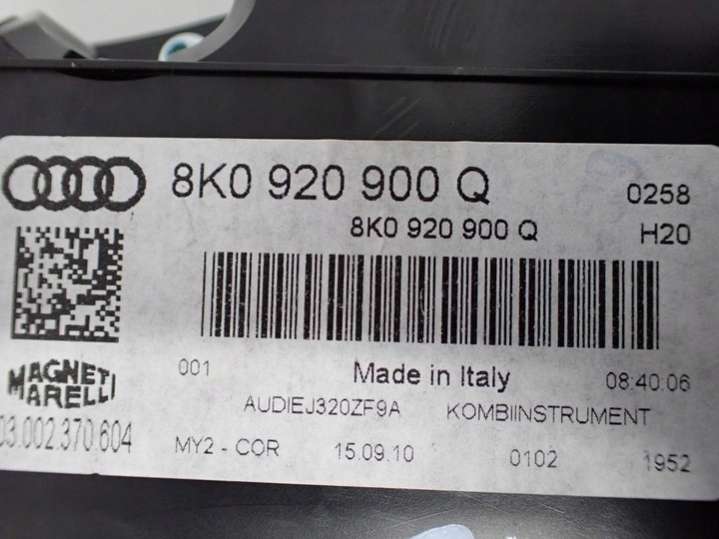 8K0 920 900 Q 0258
8K0 920 900 Q H20
001 Made in Italy 08:40:06
MAGNETI
MARELLI
AUDIEJ320ZF9A KOMBIINSTRUMENT
03.002.370.604
MY2 - COR 15.09.10 0102 1952